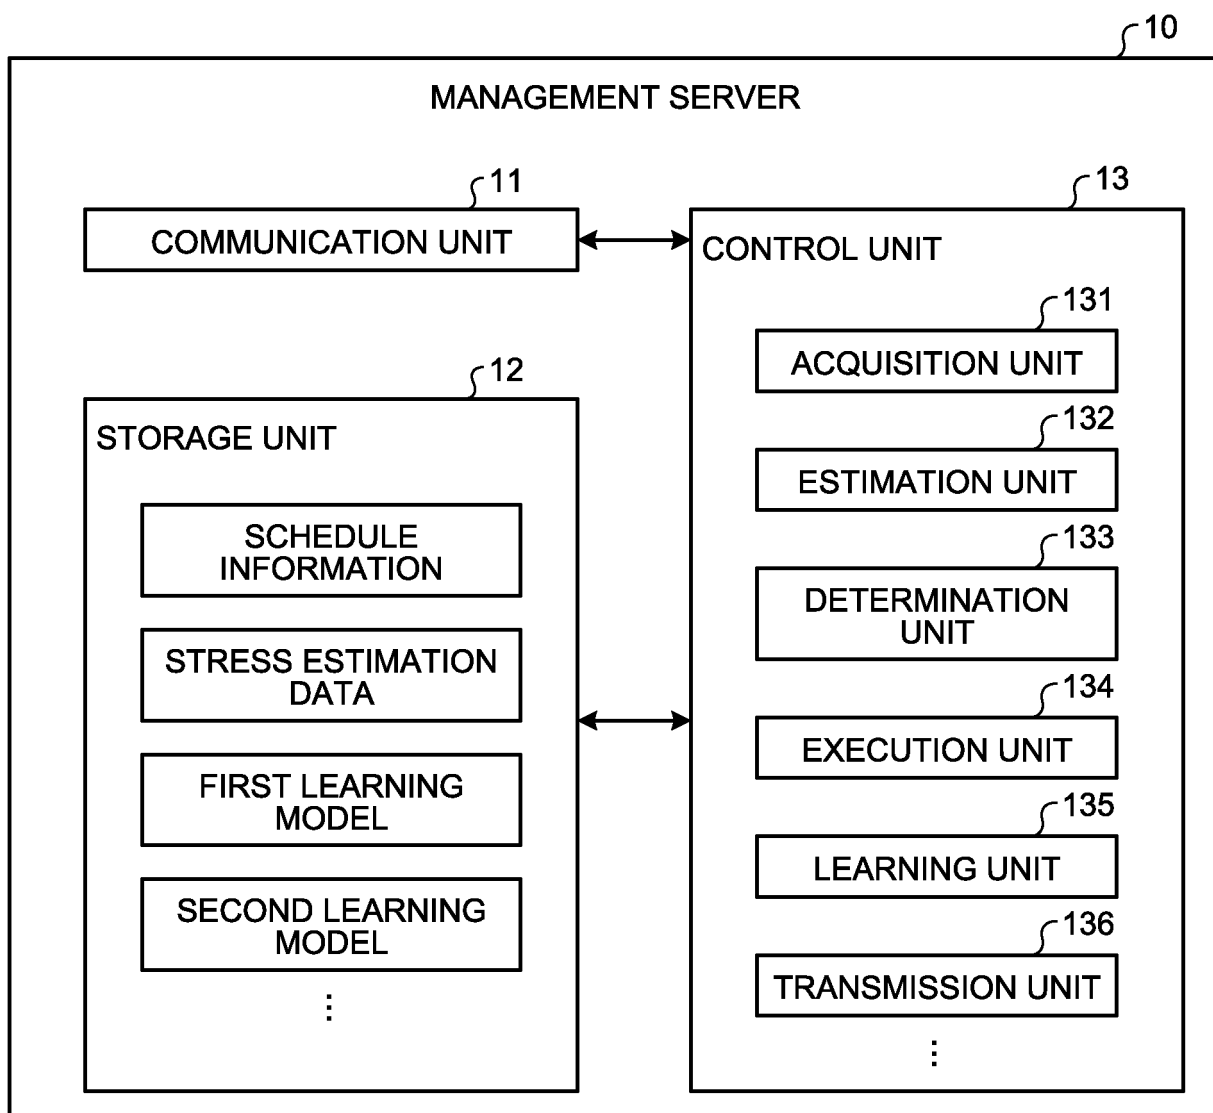 10
MANAGEMENT SERVER
11
COMMUNICATION UNIT
12
STORAGE UNIT
SCHEDULE
INFORMATION
STRESS ESTIMATION
DATA
FIRST LEARNING
MODEL
SECOND LEARNING
MODEL
⋮
13
CONTROL UNIT
131
ACQUISITION UNIT
132
ESTIMATION UNIT
133
DETERMINATION
UNIT
134
EXECUTION UNIT
135
LEARNING UNIT
136
TRANSMISSION UNIT
⋮